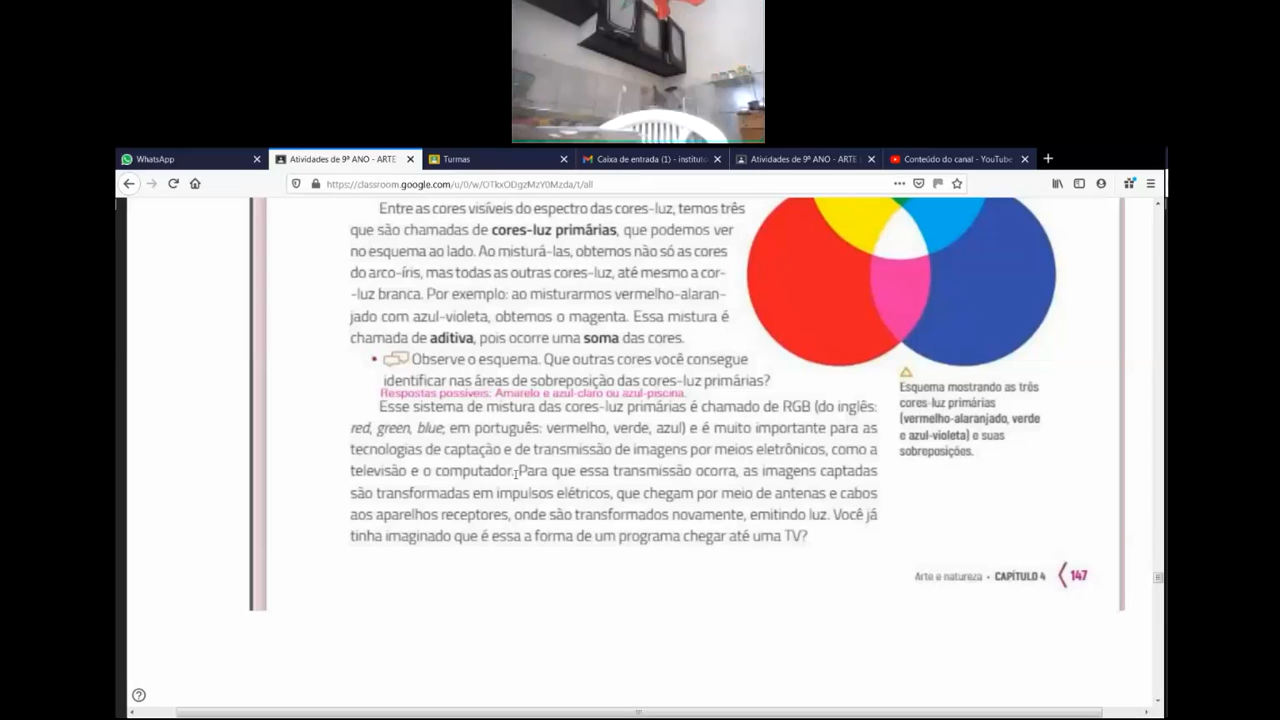 WhatsApp
Atividades de 9º ANO - ARTE
Turmas
Caixa de entrada (1) - institut
Atividades de 9º ANO - ARTE
Conteúdo do canal - YouTube
https://classroom.google.com/u/0/w/OTkxODgzMzY0Mzda/t/all
Entre as cores visíveis do espectro das cores-luz, temos três
que são chamadas de cores-luz primárias, que podemos ver
no esquema ao lado. Ao misturá-las, obtemos não só as cores
do arco-íris, mas todas as outras cores-luz, até mesmo a cor-
-luz branca. Por exemplo: ao misturarmos vermelho-alaran-
jado com azul-violeta, obtemos o magenta. Essa mistura é
chamada de aditiva, pois ocorre uma soma das cores.
• Observe o esquema. Que outras cores você consegue
identificar nas áreas de sobreposição das cores-luz primárias?
Respostas possíveis: Amarelo e azul-claro ou azul-piscina.
Esse sistema de mistura das cores-luz primárias é chamado de RGB (do inglês:
red, green, blue; em português: vermelho, verde, azul) e é muito importante para as
tecnologias de captação e de transmissão de imagens por meios eletrônicos, como a
televisão e o computador. Para que essa transmissão ocorra, as imagens captadas
são transformadas em impulsos elétricos, que chegam por meio de antenas e cabos
aos aparelhos receptores, onde são transformados novamente, emitindo luz. Você já
tinha imaginado que é essa a forma de um programa chegar até uma TV?
Esquema mostrando as três
cores-luz primárias
(vermelho-alaranjado, verde
e azul-violeta) e suas
sobreposições.
Arte e natureza • CAPÍTULO 4 147